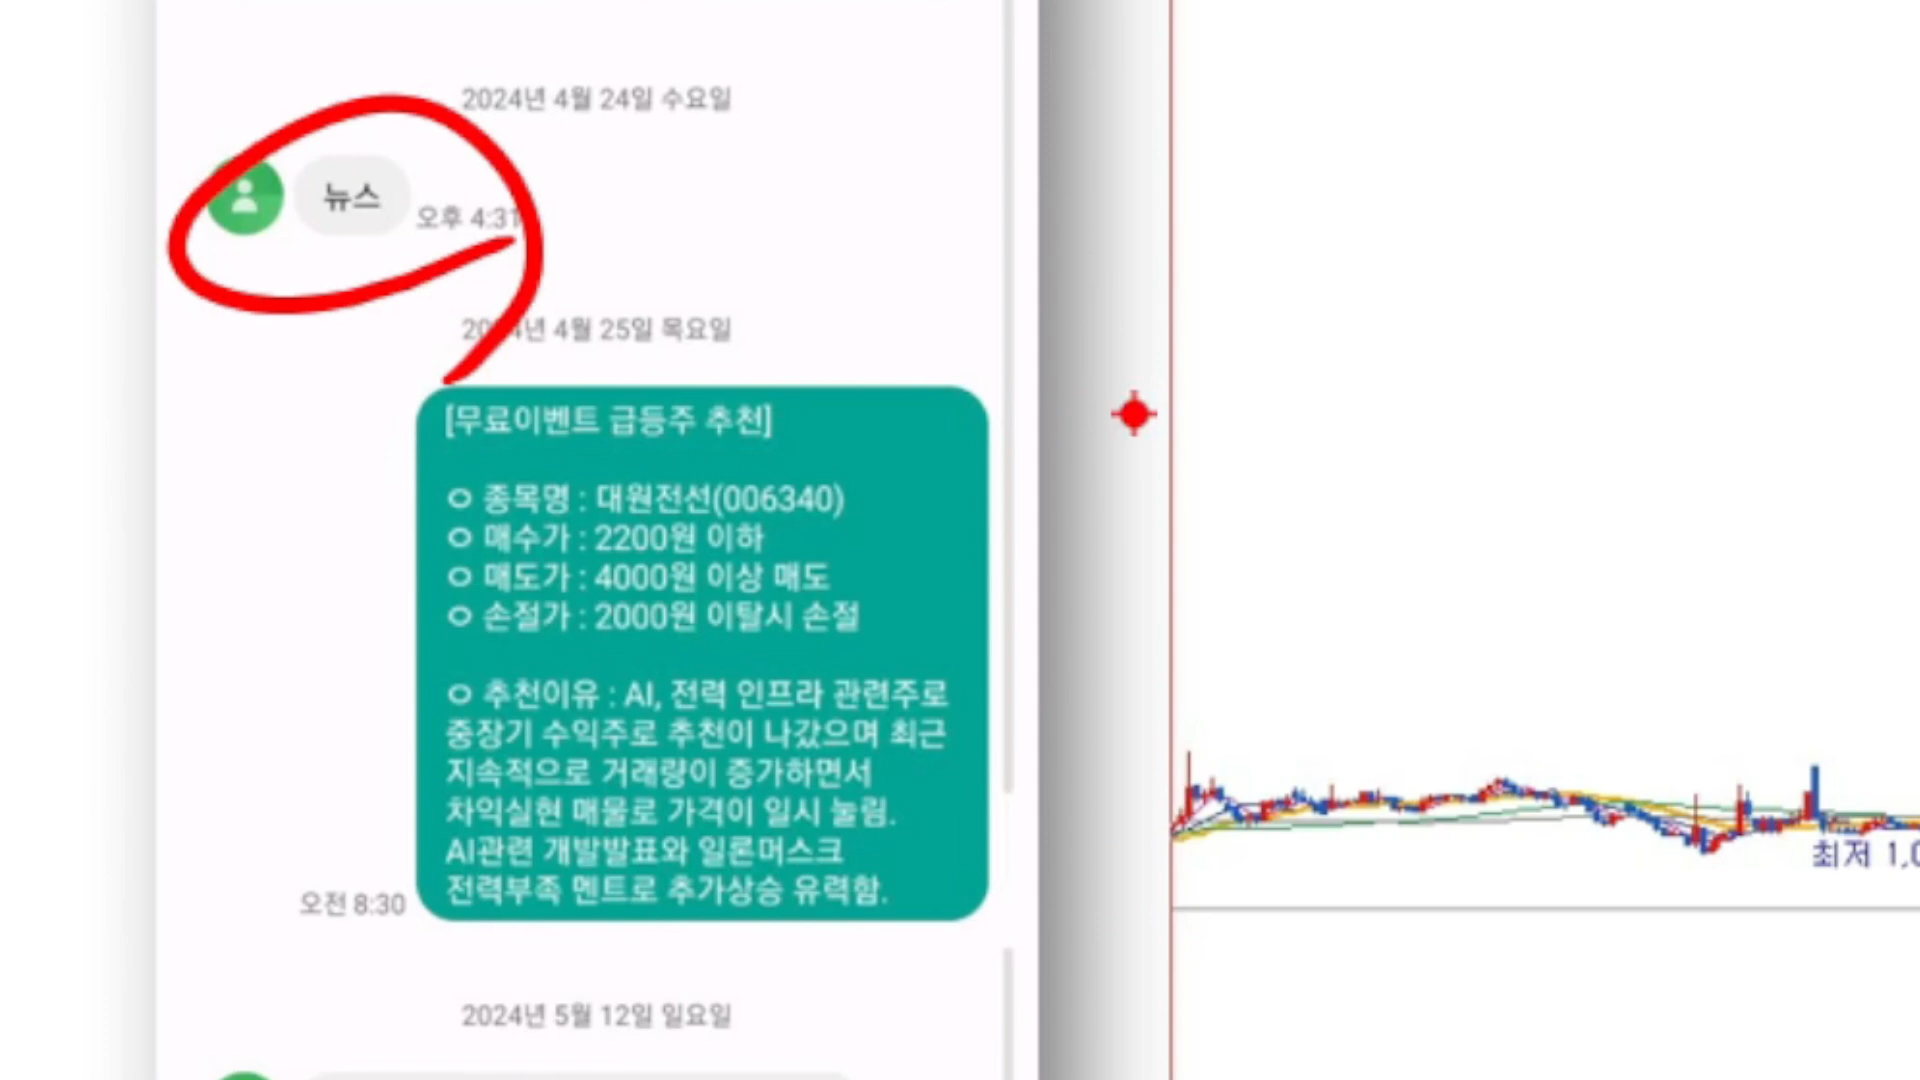 2024년 4월 24일 수요일
뉴스
오후 4:31
2024년 4월 25일 목요일
[무료이벤트 급등주 추천]
ㅇ 종목명 : 대원전선(006340)
ㅇ 매수가 : 2200원 이하
ㅇ 매도가 : 4000원 이상 매도
ㅇ 손절가 : 2000원 이탈시 손절
ㅇ 추천이유 : AI, 전력 인프라 관련주로
중장기 수익주로 추천이 나갔으며 최근
지속적으로 거래량이 증가하면서
차익실현 매물로 가격이 일시 눌림.
AI관련 개발발표와 일론머스크
전력부족 멘트로 추가상승 유력함.
오전 8:30
2024년 5월 12일 일요일
최저